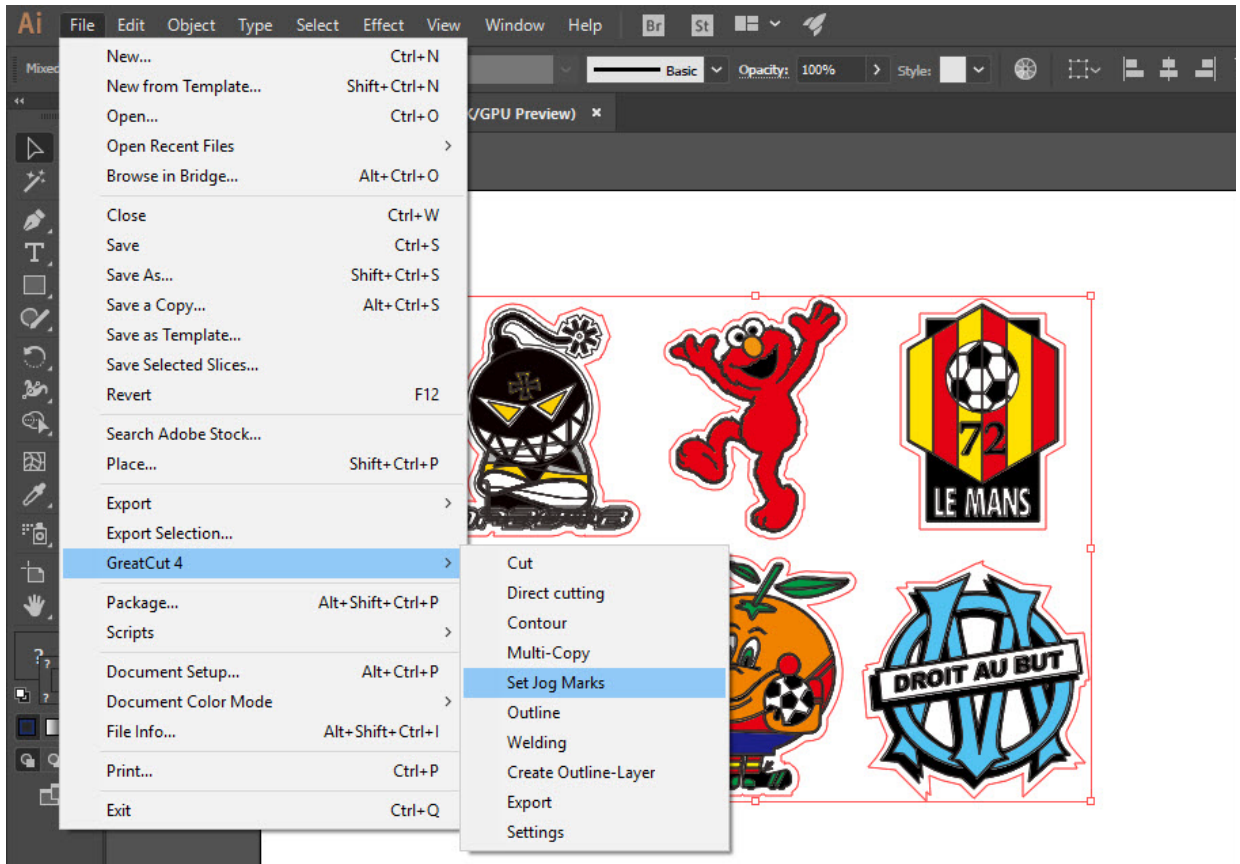 Ai File Edit Object Type Select Effect View Window Help Br St
Mixed Basic Opacity: 100% Style:
/GPU Preview) ×
New... Ctrl+N
New from Template... Shift+Ctrl+N
Open... Ctrl+O
Open Recent Files
Browse in Bridge... Alt+Ctrl+O
Close Ctrl+W
Save Ctrl+S
Save As... Shift+Ctrl+S
Save a Copy... Alt+Ctrl+S
Save as Template...
Save Selected Slices...
Revert F12
Search Adobe Stock...
Place... Shift+Ctrl+P
Export
Export Selection...
GreatCut 4
Package... Alt+Shift+Ctrl+P
Scripts
Document Setup... Alt+Ctrl+P
Document Color Mode
File Info... Alt+Shift+Ctrl+I
Print... Ctrl+P
Exit Ctrl+Q
Cut
Direct cutting
Contour
Multi-Copy
Set Jog Marks
Outline
Welding
Create Outline-Layer
Export
Settings
72
LE MANS
DROIT AU BUT